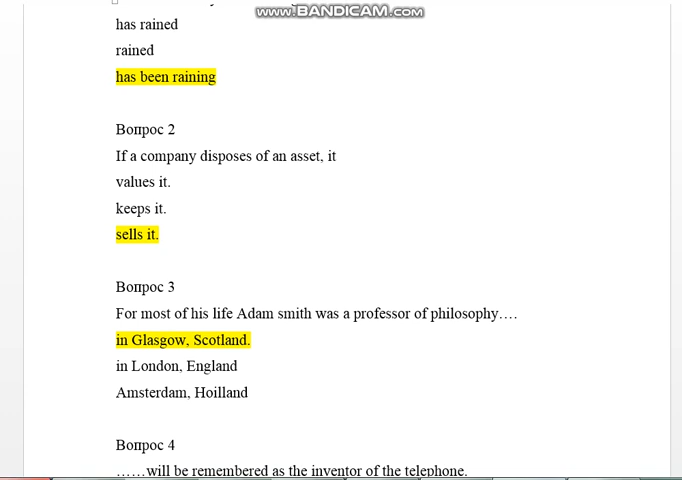 www.BANDICAM.com
has rained
rained
has been raining
Вопрос 2
If a company disposes of an asset, it
values it.
keeps it.
sells it.
Вопрос 3
For most of his life Adam smith was a professor of philosophy….
in Glasgow, Scotland.
in London, England
Amsterdam, Hoilland
Вопрос 4
……will be remembered as the inventor of the telephone.